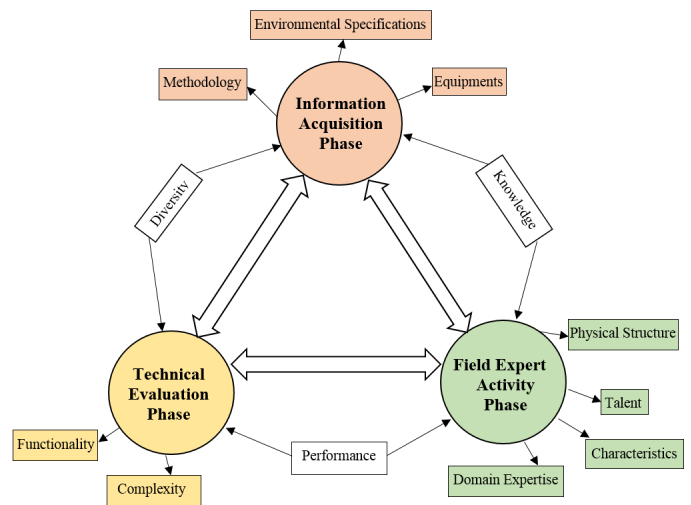 Environmental Specifications
Methodology
Equipments
Information
Acquisition
Phase
Diversity
Knowledge
Physical Structure
Technical
Evaluation
Phase
Field Expert
Activity
Phase
Talent
Functionality
Performance
Characteristics
Complexity
Domain Expertise